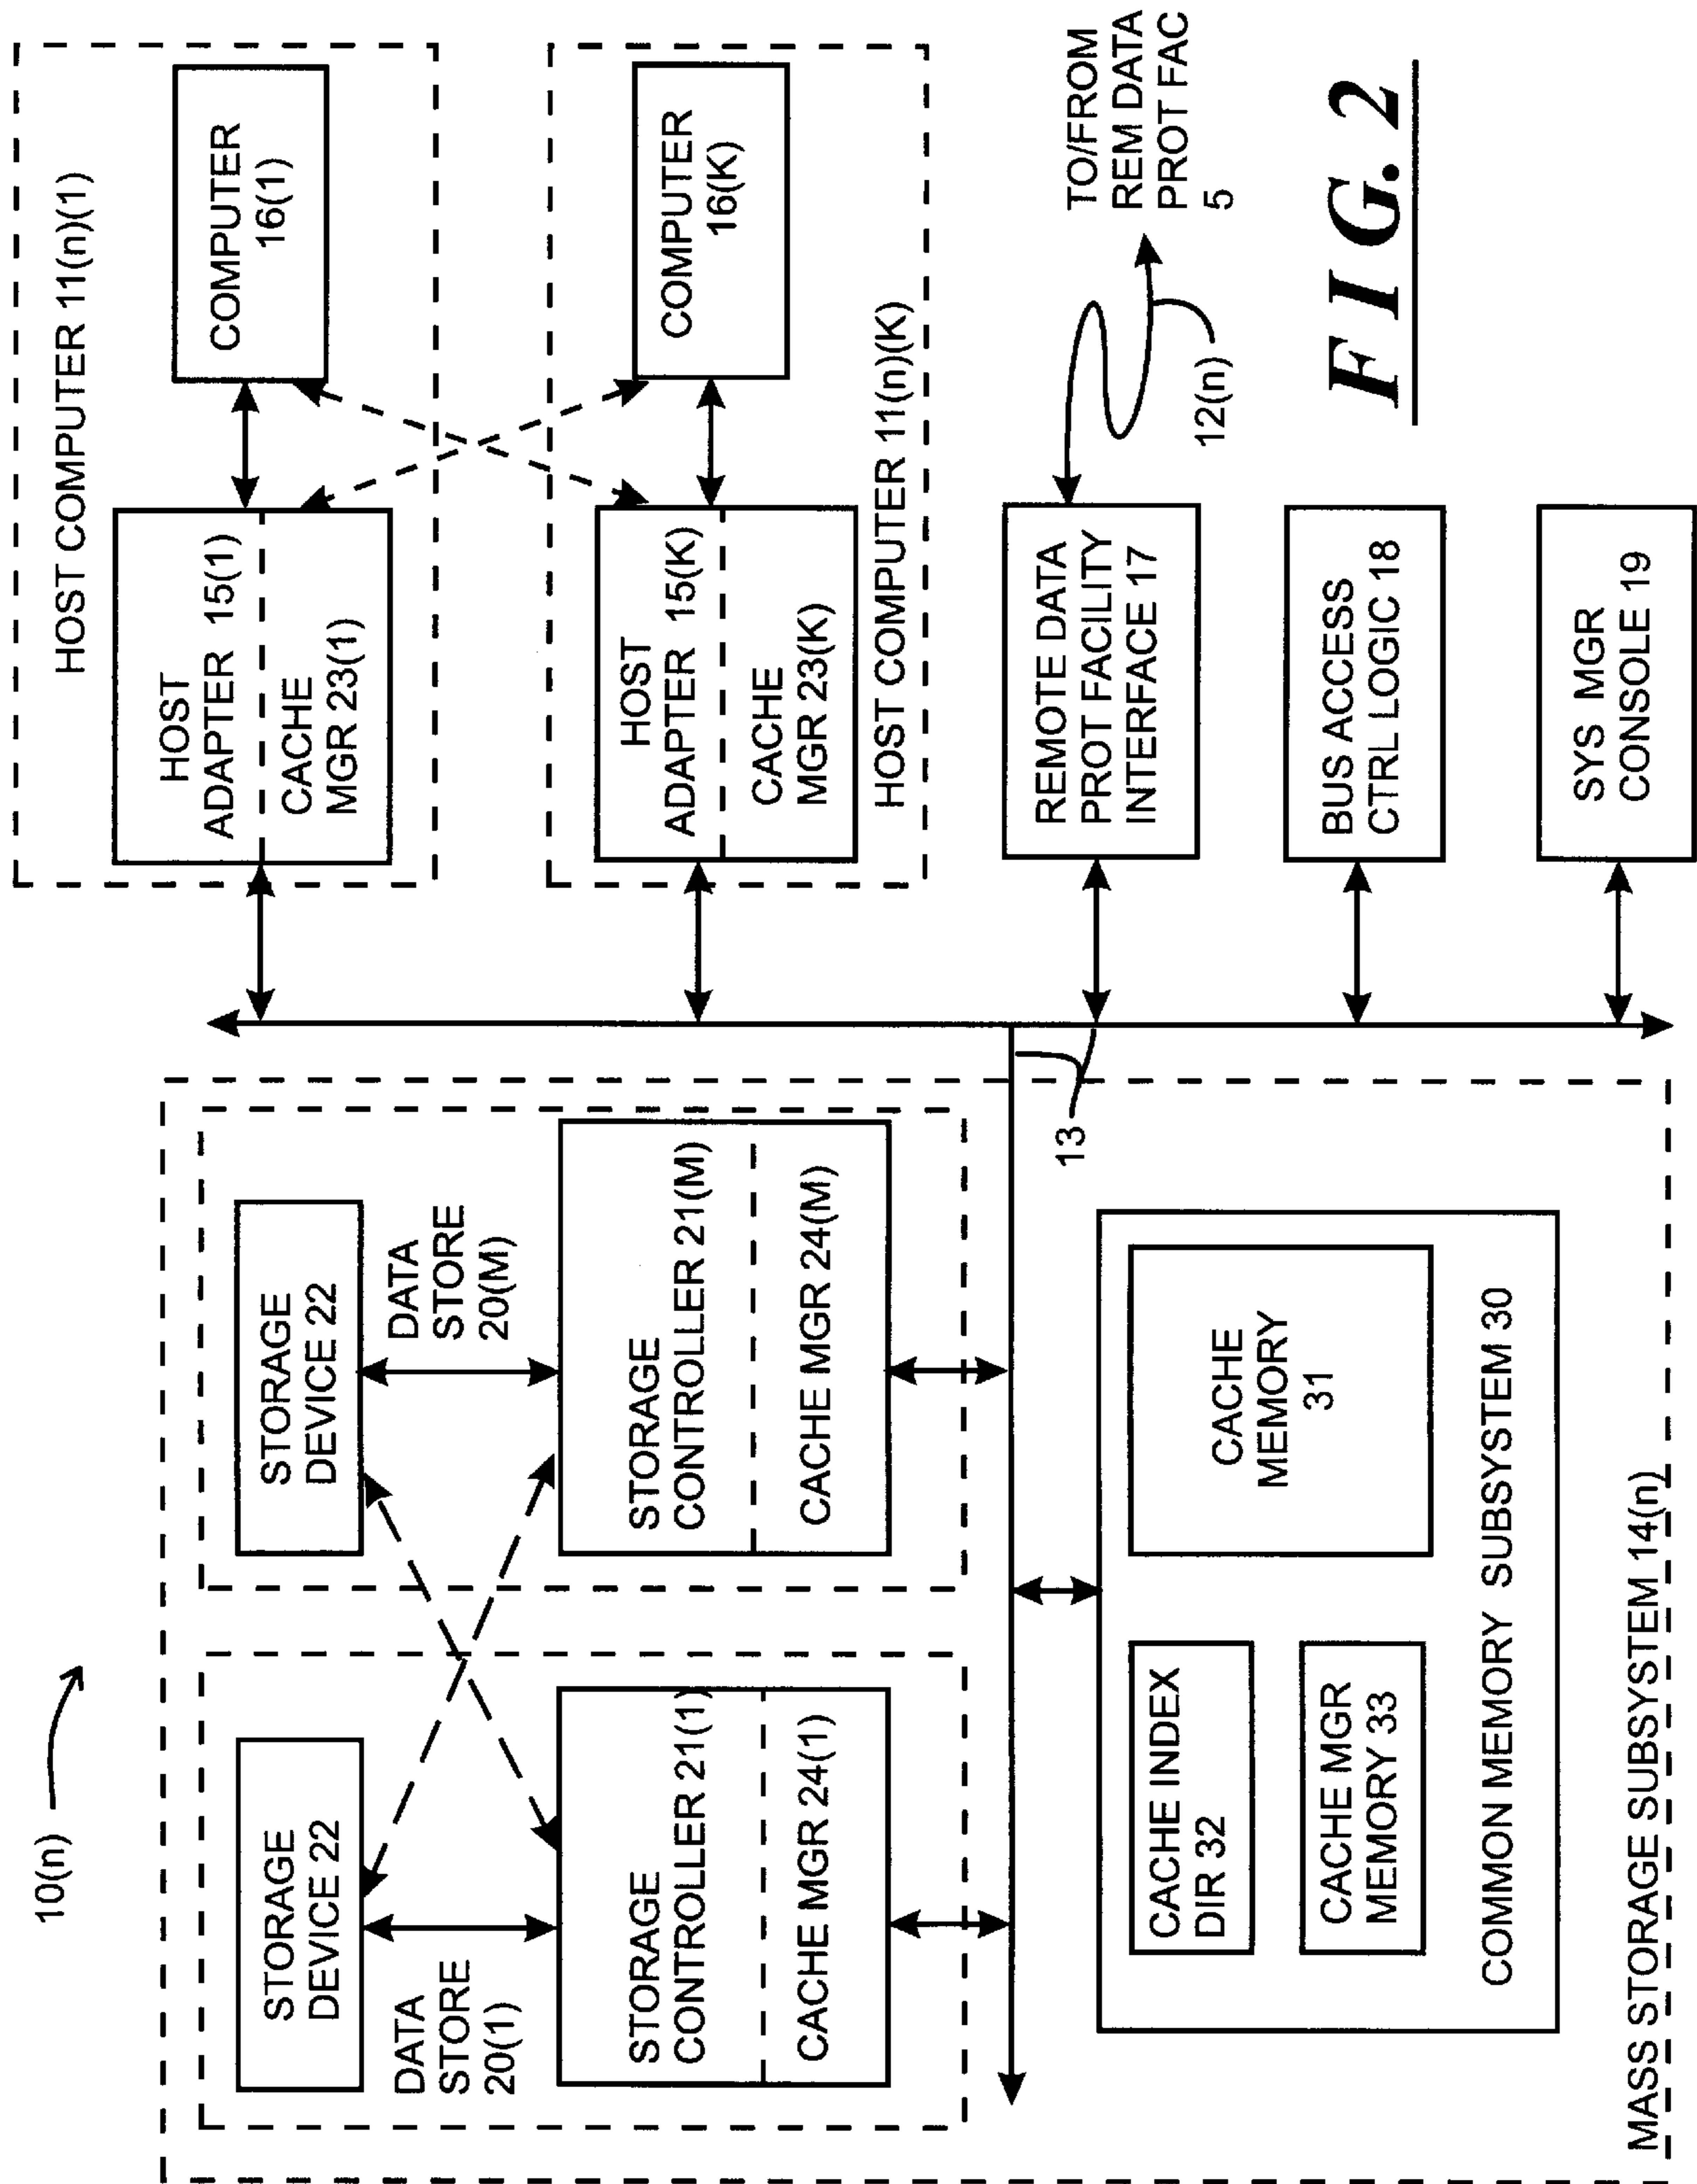 10(n)
STORAGE
DEVICE 22
DATA
STORE
20(1)
STORAGE
CONTROLLER 21(1)
CACHE MGR 24(1)
STORAGE
DEVICE 22
DATA
STORE
20(M)
STORAGE
CONTROLLER 21(M)
CACHE MGR 24(M)
CACHE INDEX
DIR 32
CACHE MGR
MEMORY 33
CACHE
MEMORY
31
COMMON MEMORY SUBSYSTEM 30
MASS STORAGE SUBSYSTEM 14(n)
13
HOST COMPUTER 11(n)(1)
HOST
ADAPTER 15(1)
CACHE
MGR 23(1)
COMPUTER
16(1)
HOST
ADAPTER 15(K)
CACHE
MGR 23(K)
COMPUTER
16(K)
HOST COMPUTER 11(n)(K)
REMOTE DATA
PROT FACILITY
INTERFACE 17
12(n)
TO/FROM
REM DATA
PROT FAC
5
BUS ACCESS
CTRL LOGIC 18
SYS MGR
CONSOLE 19
FIG. 2